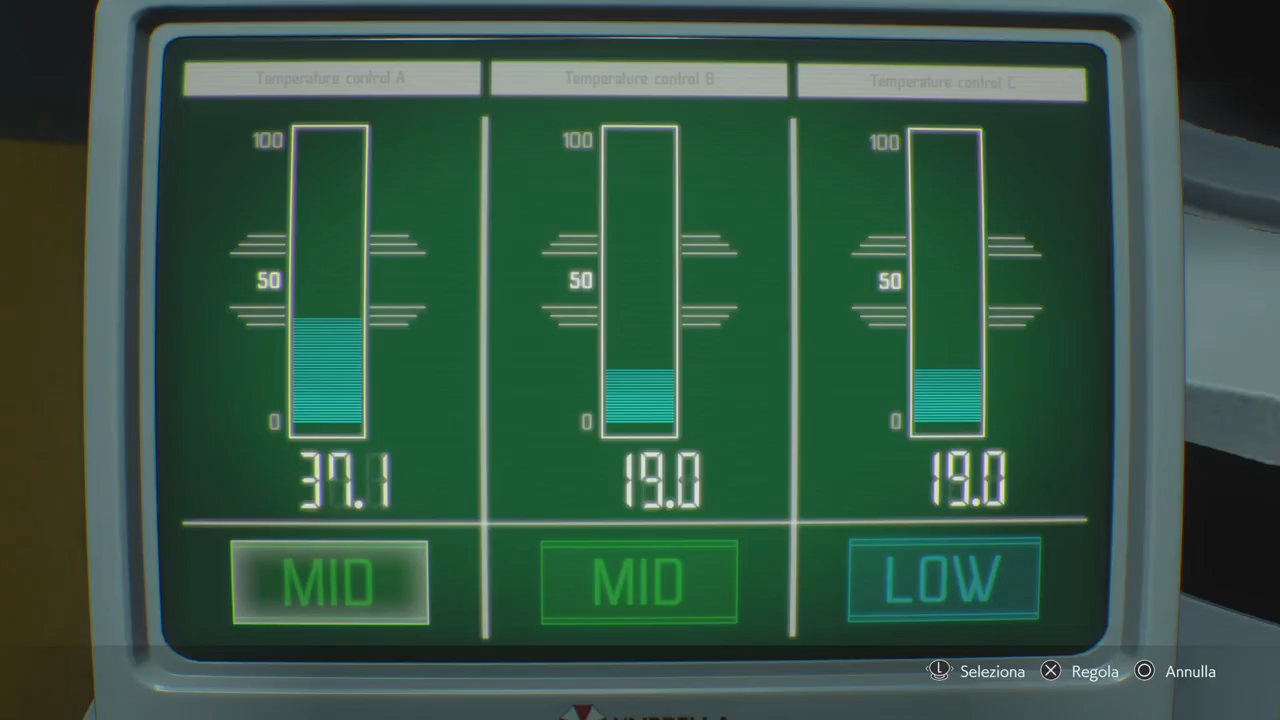 Temperature control A Temperature control B Temperature control C
100 100 100
50 50 50
0 0 0
37.1 19.0 19.0
MID MID LOW
L Seleziona X Regola O Annulla
UMBRELLA